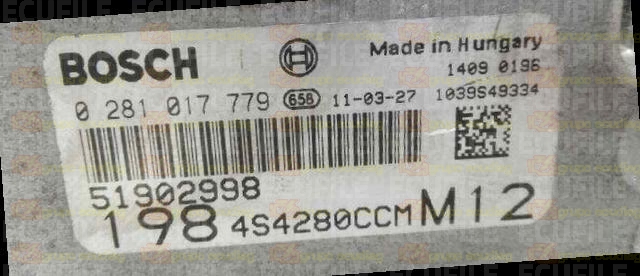 BOSCH
Made in Hungary
1409 0196
0 281 017 779 658 11-03-27 1039S49334
51902998
198 4S4280CCM M12